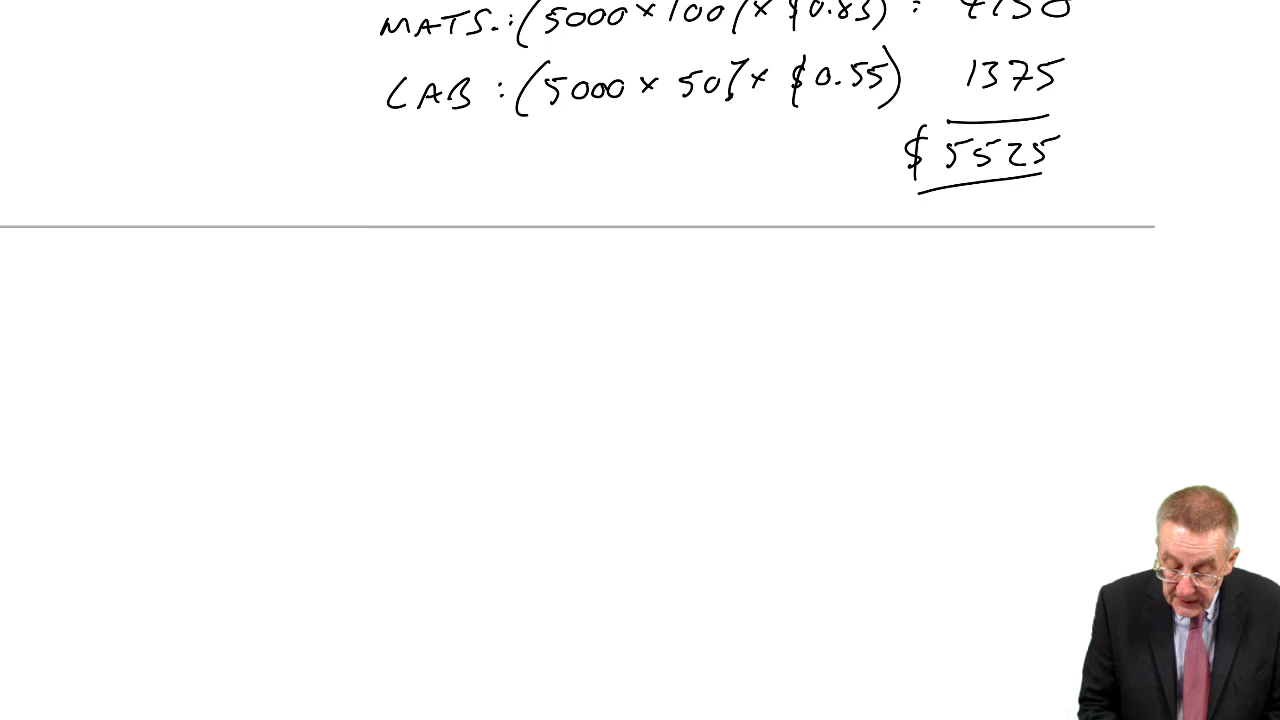 MATS.:(5000 × 100% × $0.83) : 4150
LAB :(5000 × 50% × $0.55) 1375
$ 5525